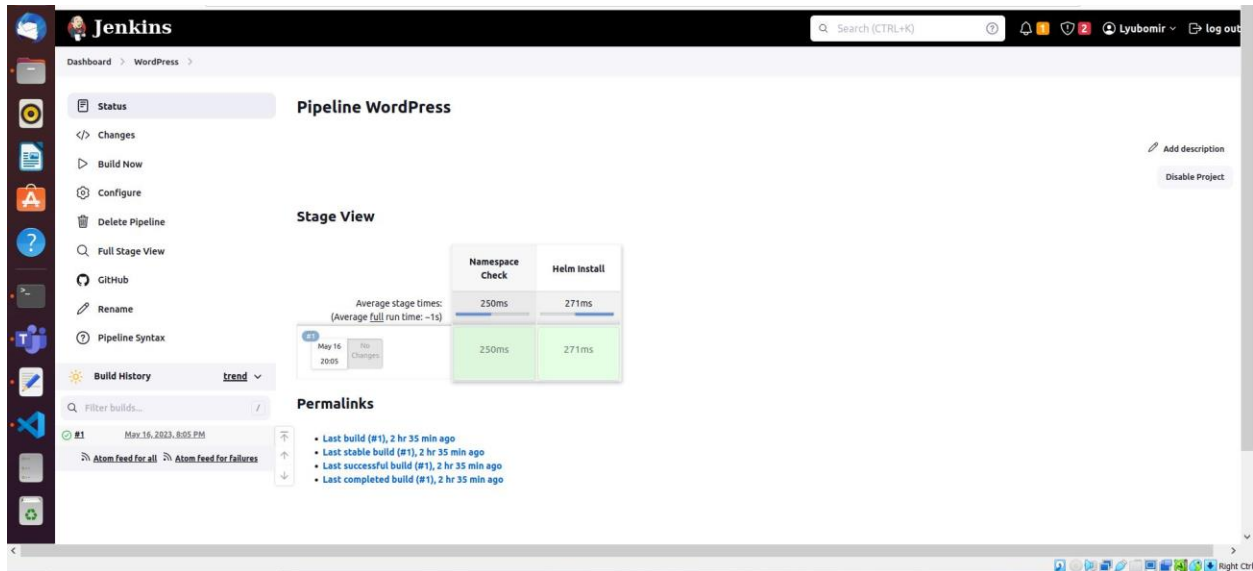 Jenkins
Search (CTRL+K)
1
2
Lyubomir
log out
Dashboard > WordPress >
Status
Changes
Build Now
Configure
Delete Pipeline
Full Stage View
GitHub
Rename
Pipeline Syntax
Build History
trend
Filter builds...
/
#1
May 16, 2023, 8:05 PM
Atom feed for all
Atom feed for failures
Pipeline WordPress
Add description
Disable Project
Stage View
Namespace
Check
Helm Install
Average stage times:
(Average full run time: ~1s)
250ms
271ms
#1
May 16
20:05
No
Changes
250ms
271ms
Permalinks
Last build (#1), 2 hr 35 min ago
Last stable build (#1), 2 hr 35 min ago
Last successful build (#1), 2 hr 35 min ago
Last completed build (#1), 2 hr 35 min ago
Right Ctrl